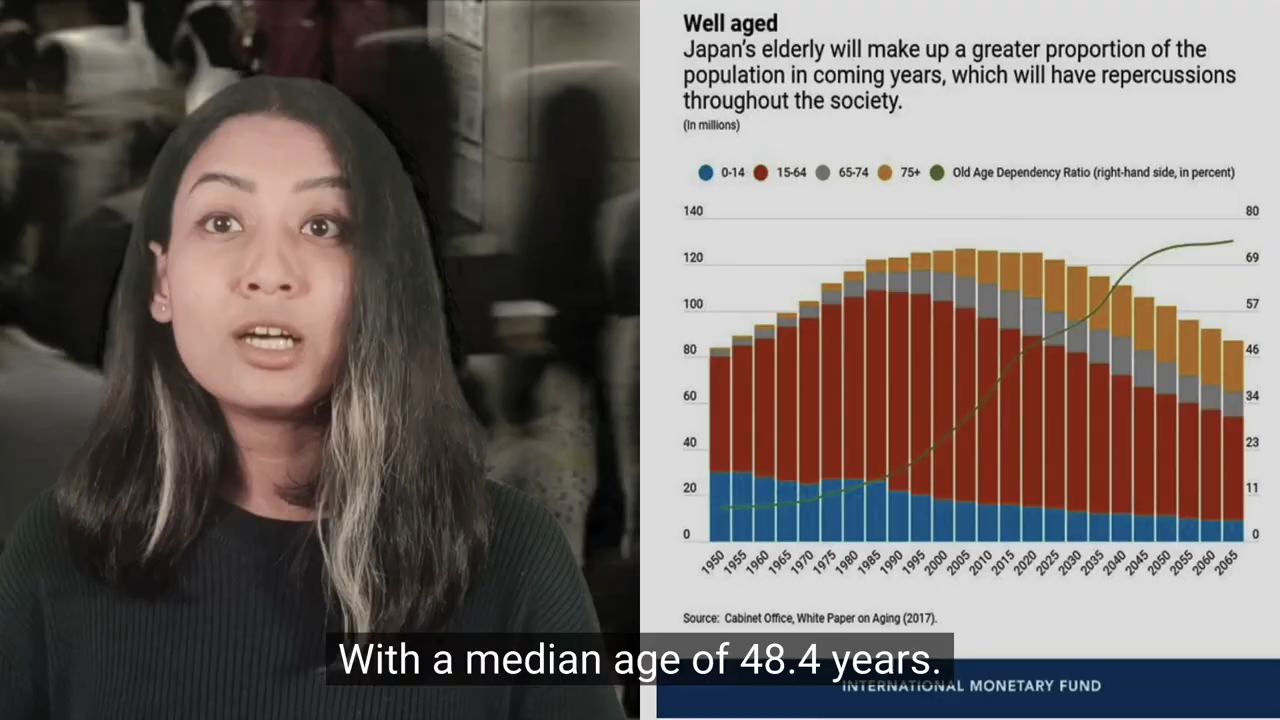 Well aged
Japan's elderly will make up a greater proportion of the
population in coming years, which will have repercussions
throughout the society.
(In millions)
0-14 15-64 65-74 75+ Old Age Dependency Ratio (right-hand side, in percent)
140 80
120 69
100 57
80 46
60 34
40 23
20 11
0 0
1950 1955 1960 1965 1970 1975 1980 1985 1990 1995 2000 2005 2010 2015 2020 2025 2030 2035 2040 2045 2050 2055 2060 2065
Source: Cabinet Office, White Paper on Aging (2017).
With a median age of 48.4 years.
INTERNATIONAL MONETARY FUND